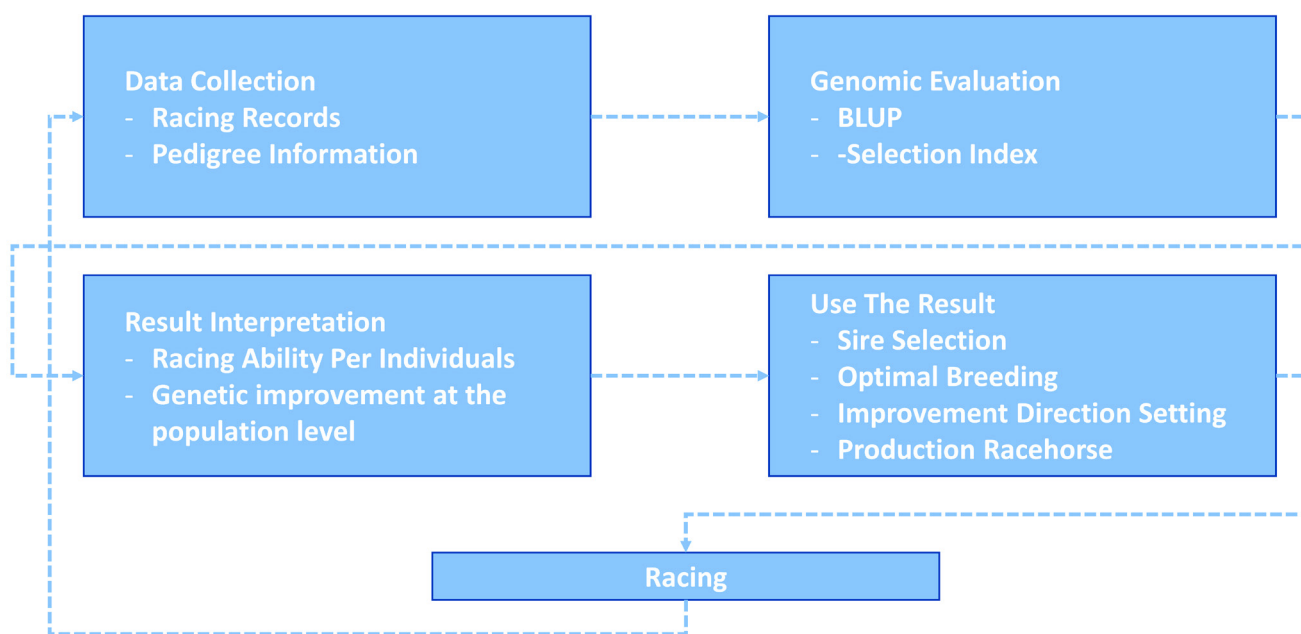 Data Collection
- Racing Records
- Pedigree Information
Genomic Evaluation
- BLUP
- -Selection Index
Result Interpretation
- Racing Ability Per Individuals
- Genetic improvement at the
population level
Use The Result
- Sire Selection
- Optimal Breeding
- Improvement Direction Setting
- Production Racehorse
Racing